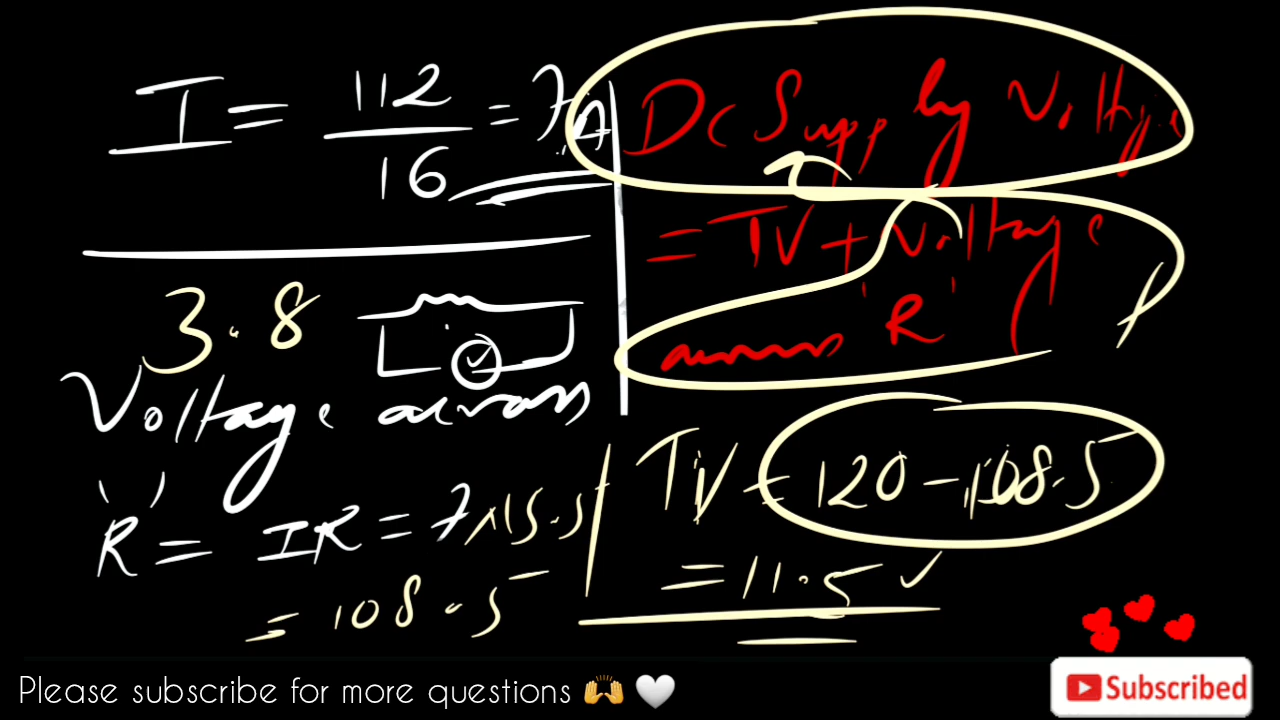 I = 112 / 16 = 7A
3.8
Voltage across
'R' = IR = 7×15.5
= 108.5
Dc Supply Voltage
= TV + Voltage
across 'R'
TV = 120 - 108.5
= 11.5 ✓
Please subscribe for more questions 🙌 🤍
Subscribed